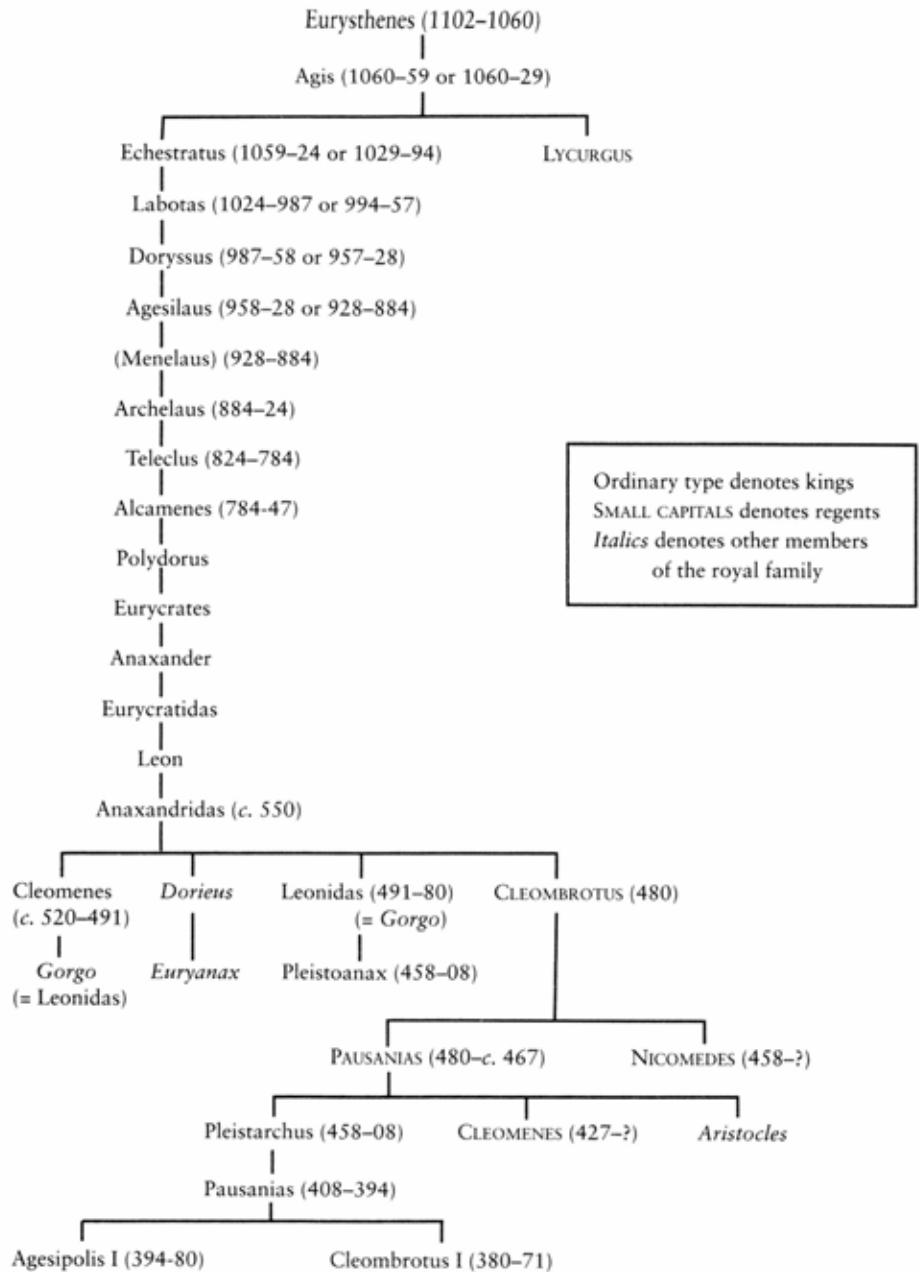 Eurysthenes (1102–1060)
Agis (1060–59 or 1060–29)
Echestratus (1059–24 or 1029–94)
LYCURGUS
Labotas (1024–987 or 994–57)
Doryssus (987–58 or 957–28)
Agesilaus (958–28 or 928–884)
(Menelaus) (928–884)
Archelaus (884–24)
Teleclus (824–784)
Alcamenes (784-47)
Polydorus
Eurycrates
Anaxander
Eurycratidas
Leon
Anaxandridas (c. 550)
Ordinary type denotes kings
SMALL CAPITALS denotes regents
Italics denotes other members
of the royal family
Cleomenes
(c. 520–491)
Dorieus
Leonidas (491–80)
(= Gorgo)
CLEOMBROTUS (480)
Gorgo
(= Leonidas)
Euryanax
Pleistoanax (458–08)
PAUSANIAS (480–c. 467)
NICOMEDES (458–?)
Pleistarchus (458–08)
CLEOMENES (427–?)
Aristocles
Pausanias (408–394)
Agesipolis I (394-80)
Cleombrotus I (380–71)